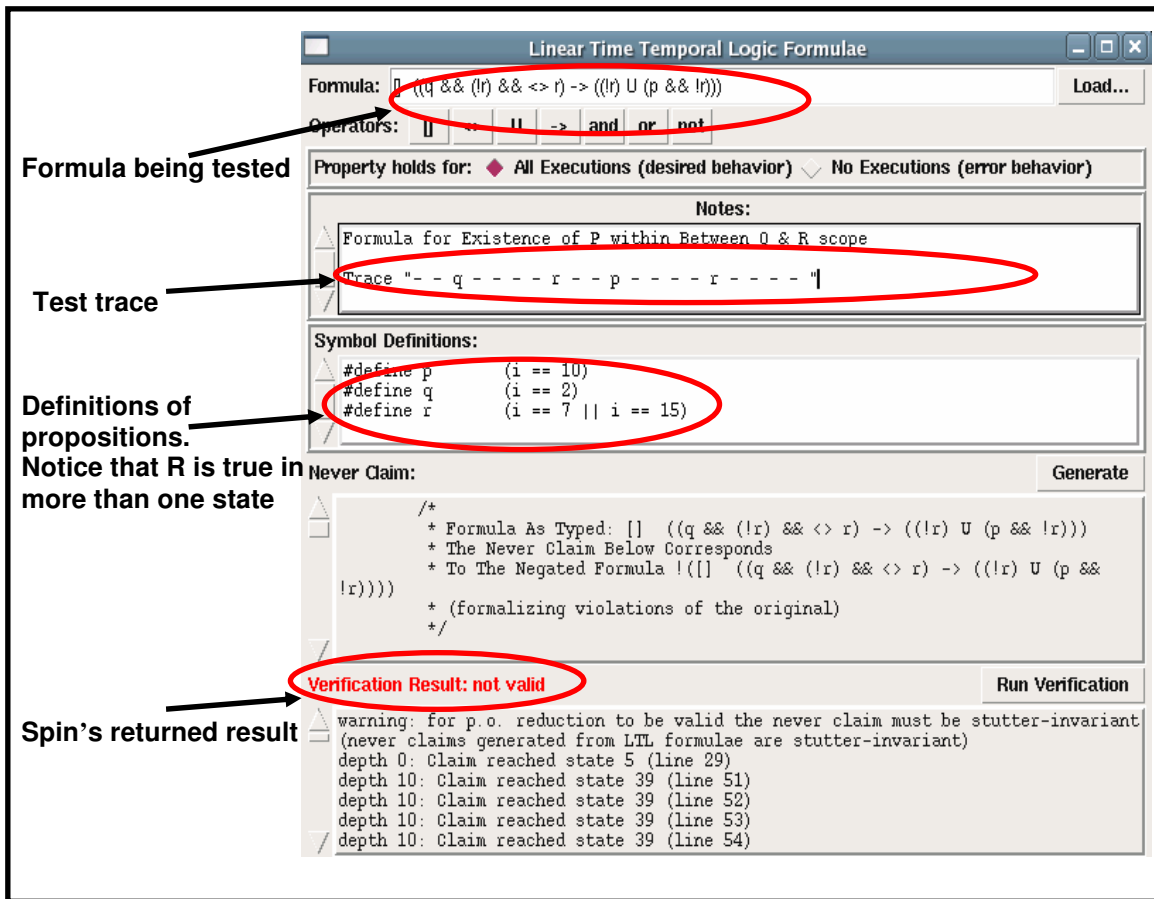 Linear Time Temporal Logic Formulae
Formula: [] ((q && (!r) && <> r) -> ((!r) U (p && !r)))
Load...
Operators: [] <> U -> and or not
Formula being tested
Property holds for: All Executions (desired behavior) No Executions (error behavior)
Notes:
Formula for Existence of P within Between Q & R scope
Trace "- - q - - - - r - - p - - - - r - - - - "
Test trace
Symbol Definitions:
#define p (i == 10)
#define q (i == 2)
#define r (i == 7 || i == 15)
Definitions of
propositions.
Notice that R is true in
more than one state
Never Claim:
Generate
/*
* Formula As Typed: [] ((q && (!r) && <> r) -> ((!r) U (p && !r)))
* The Never Claim Below Corresponds
* To The Negated Formula !([] ((q && (!r) && <> r) -> ((!r) U (p &&
!r))))
* (formalizing violations of the original)
*/
Verification Result: not valid
Run Verification
Spin's returned result
warning: for p.o. reduction to be valid the never claim must be stutter-invariant
(never claims generated from LTL formulae are stutter-invariant)
depth 0: Claim reached state 5 (line 29)
depth 10: Claim reached state 39 (line 51)
depth 10: Claim reached state 39 (line 52)
depth 10: Claim reached state 39 (line 53)
depth 10: Claim reached state 39 (line 54)